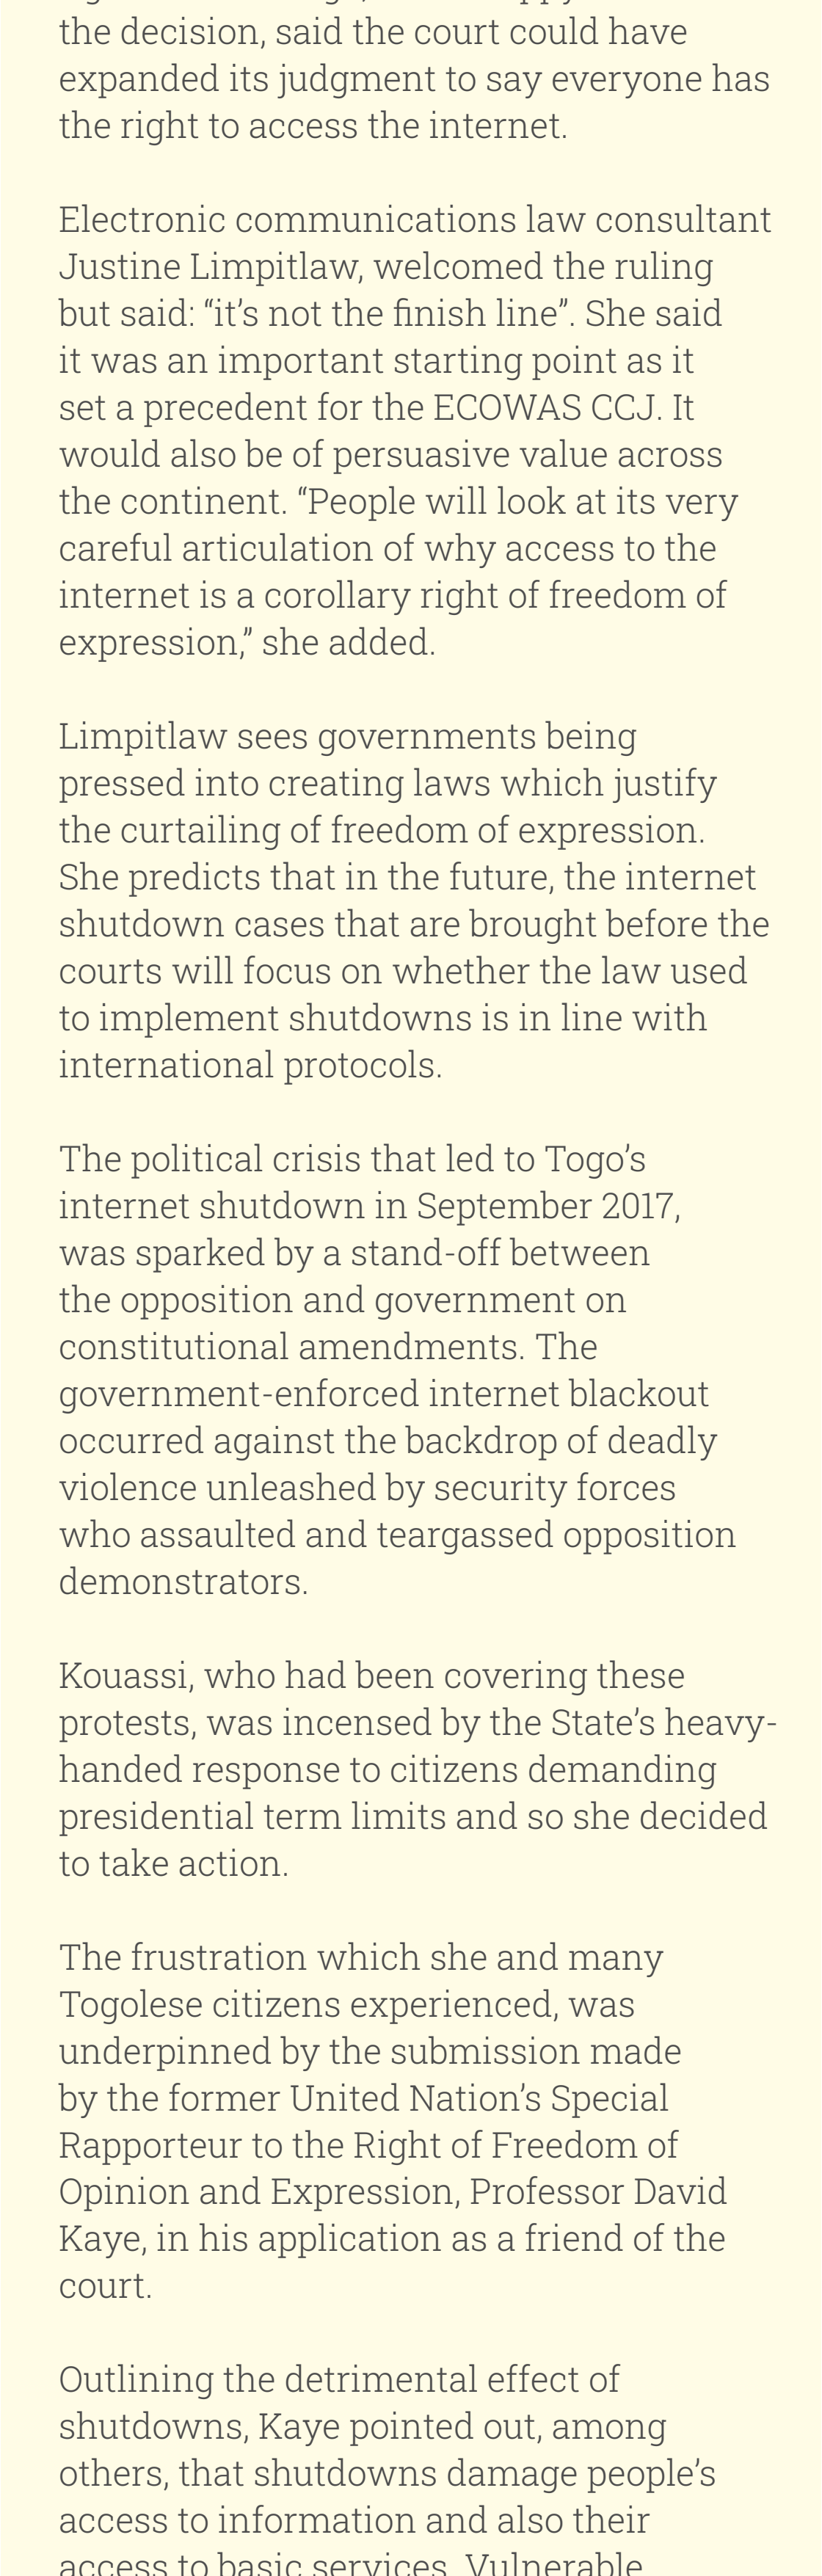 the decision, said the court could have
expanded its judgment to say everyone has
the right to access the internet.
Electronic communications law consultant
Justine Limpitlaw, welcomed the ruling
but said: “it’s not the finish line”. She said
it was an important starting point as it
set a precedent for the ECOWAS CCJ. It
would also be of persuasive value across
the continent. “People will look at its very
careful articulation of why access to the
internet is a corollary right of freedom of
expression,” she added.
Limpitlaw sees governments being
pressed into creating laws which justify
the curtailing of freedom of expression.
She predicts that in the future, the internet
shutdown cases that are brought before the
courts will focus on whether the law used
to implement shutdowns is in line with
international protocols.
The political crisis that led to Togo’s
internet shutdown in September 2017,
was sparked by a stand-off between
the opposition and government on
constitutional amendments. The
government-enforced internet blackout
occurred against the backdrop of deadly
violence unleashed by security forces
who assaulted and teargassed opposition
demonstrators.
Kouassi, who had been covering these
protests, was incensed by the State’s heavy-
handed response to citizens demanding
presidential term limits and so she decided
to take action.
The frustration which she and many
Togolese citizens experienced, was
underpinned by the submission made
by the former United Nation’s Special
Rapporteur to the Right of Freedom of
Opinion and Expression, Professor David
Kaye, in his application as a friend of the
court.
Outlining the detrimental effect of
shutdowns, Kaye pointed out, among
others, that shutdowns damage people’s
access to information and also their
access to basic services. Vulnerable